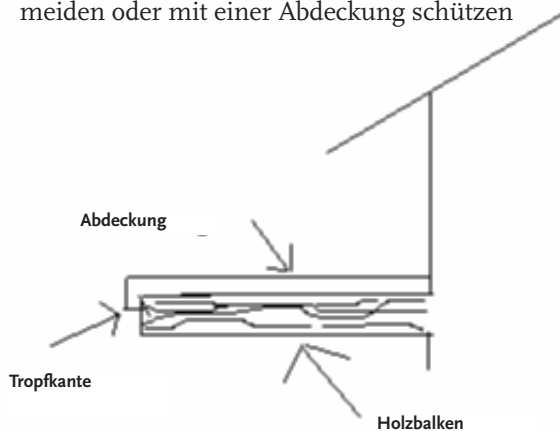 meiden oder mit einer Abdeckung schützen
Abdeckung
Tropfkante
Holzbalken